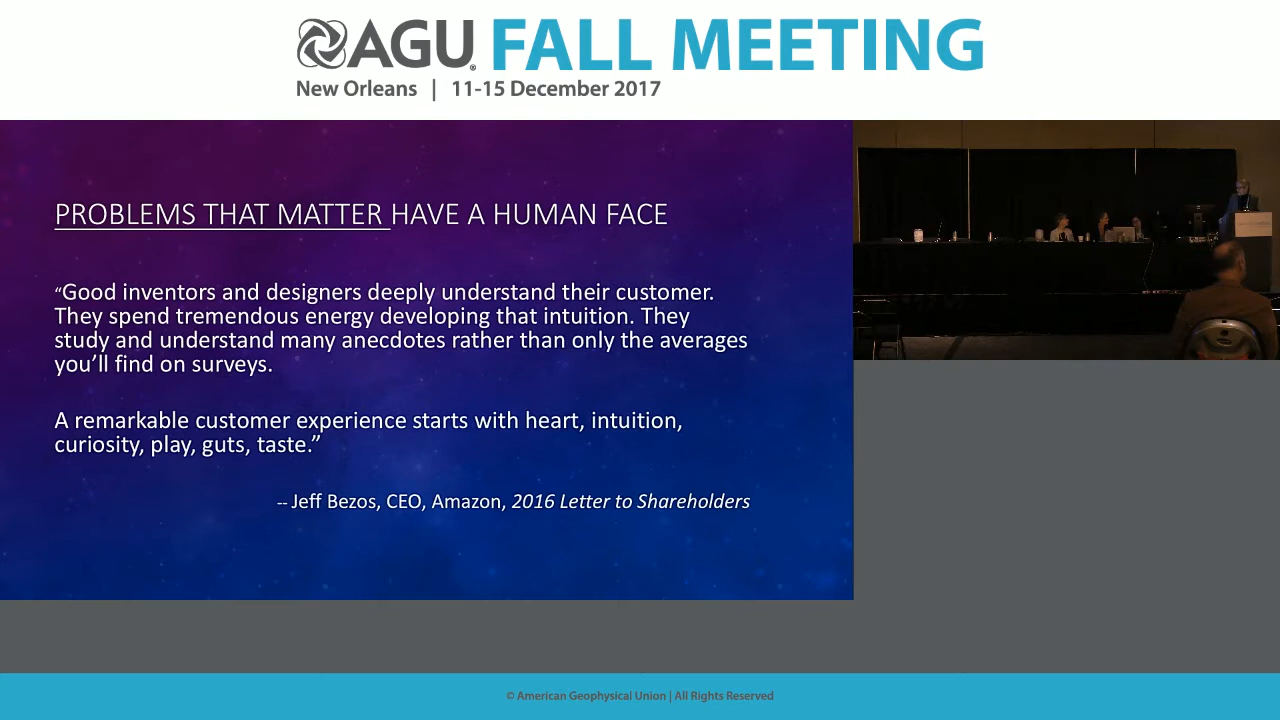 AGU FALL MEETING
New Orleans | 11-15 December 2017
PROBLEMS THAT MATTER HAVE A HUMAN FACE
“Good inventors and designers deeply understand their customer.
They spend tremendous energy developing that intuition. They
study and understand many anecdotes rather than only the averages
you’ll find on surveys.
A remarkable customer experience starts with heart, intuition,
curiosity, play, guts, taste.”
-- Jeff Bezos, CEO, Amazon, 2016 Letter to Shareholders
© American Geophysical Union | All Rights Reserved